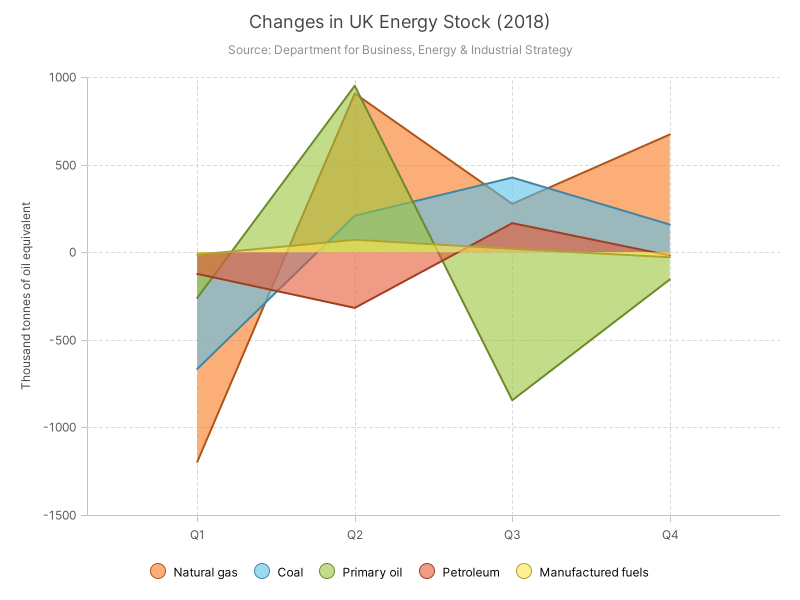 Changes in UK Energy Stock (2018)
Source: Department for Business, Energy & Industrial Strategy
Thousand tonnes of oil equivalent
1000
500
0
-500
-1000
-1500
Q1 Q2 Q3 Q4
Natural gas Coal Primary oil Petroleum Manufactured fuels